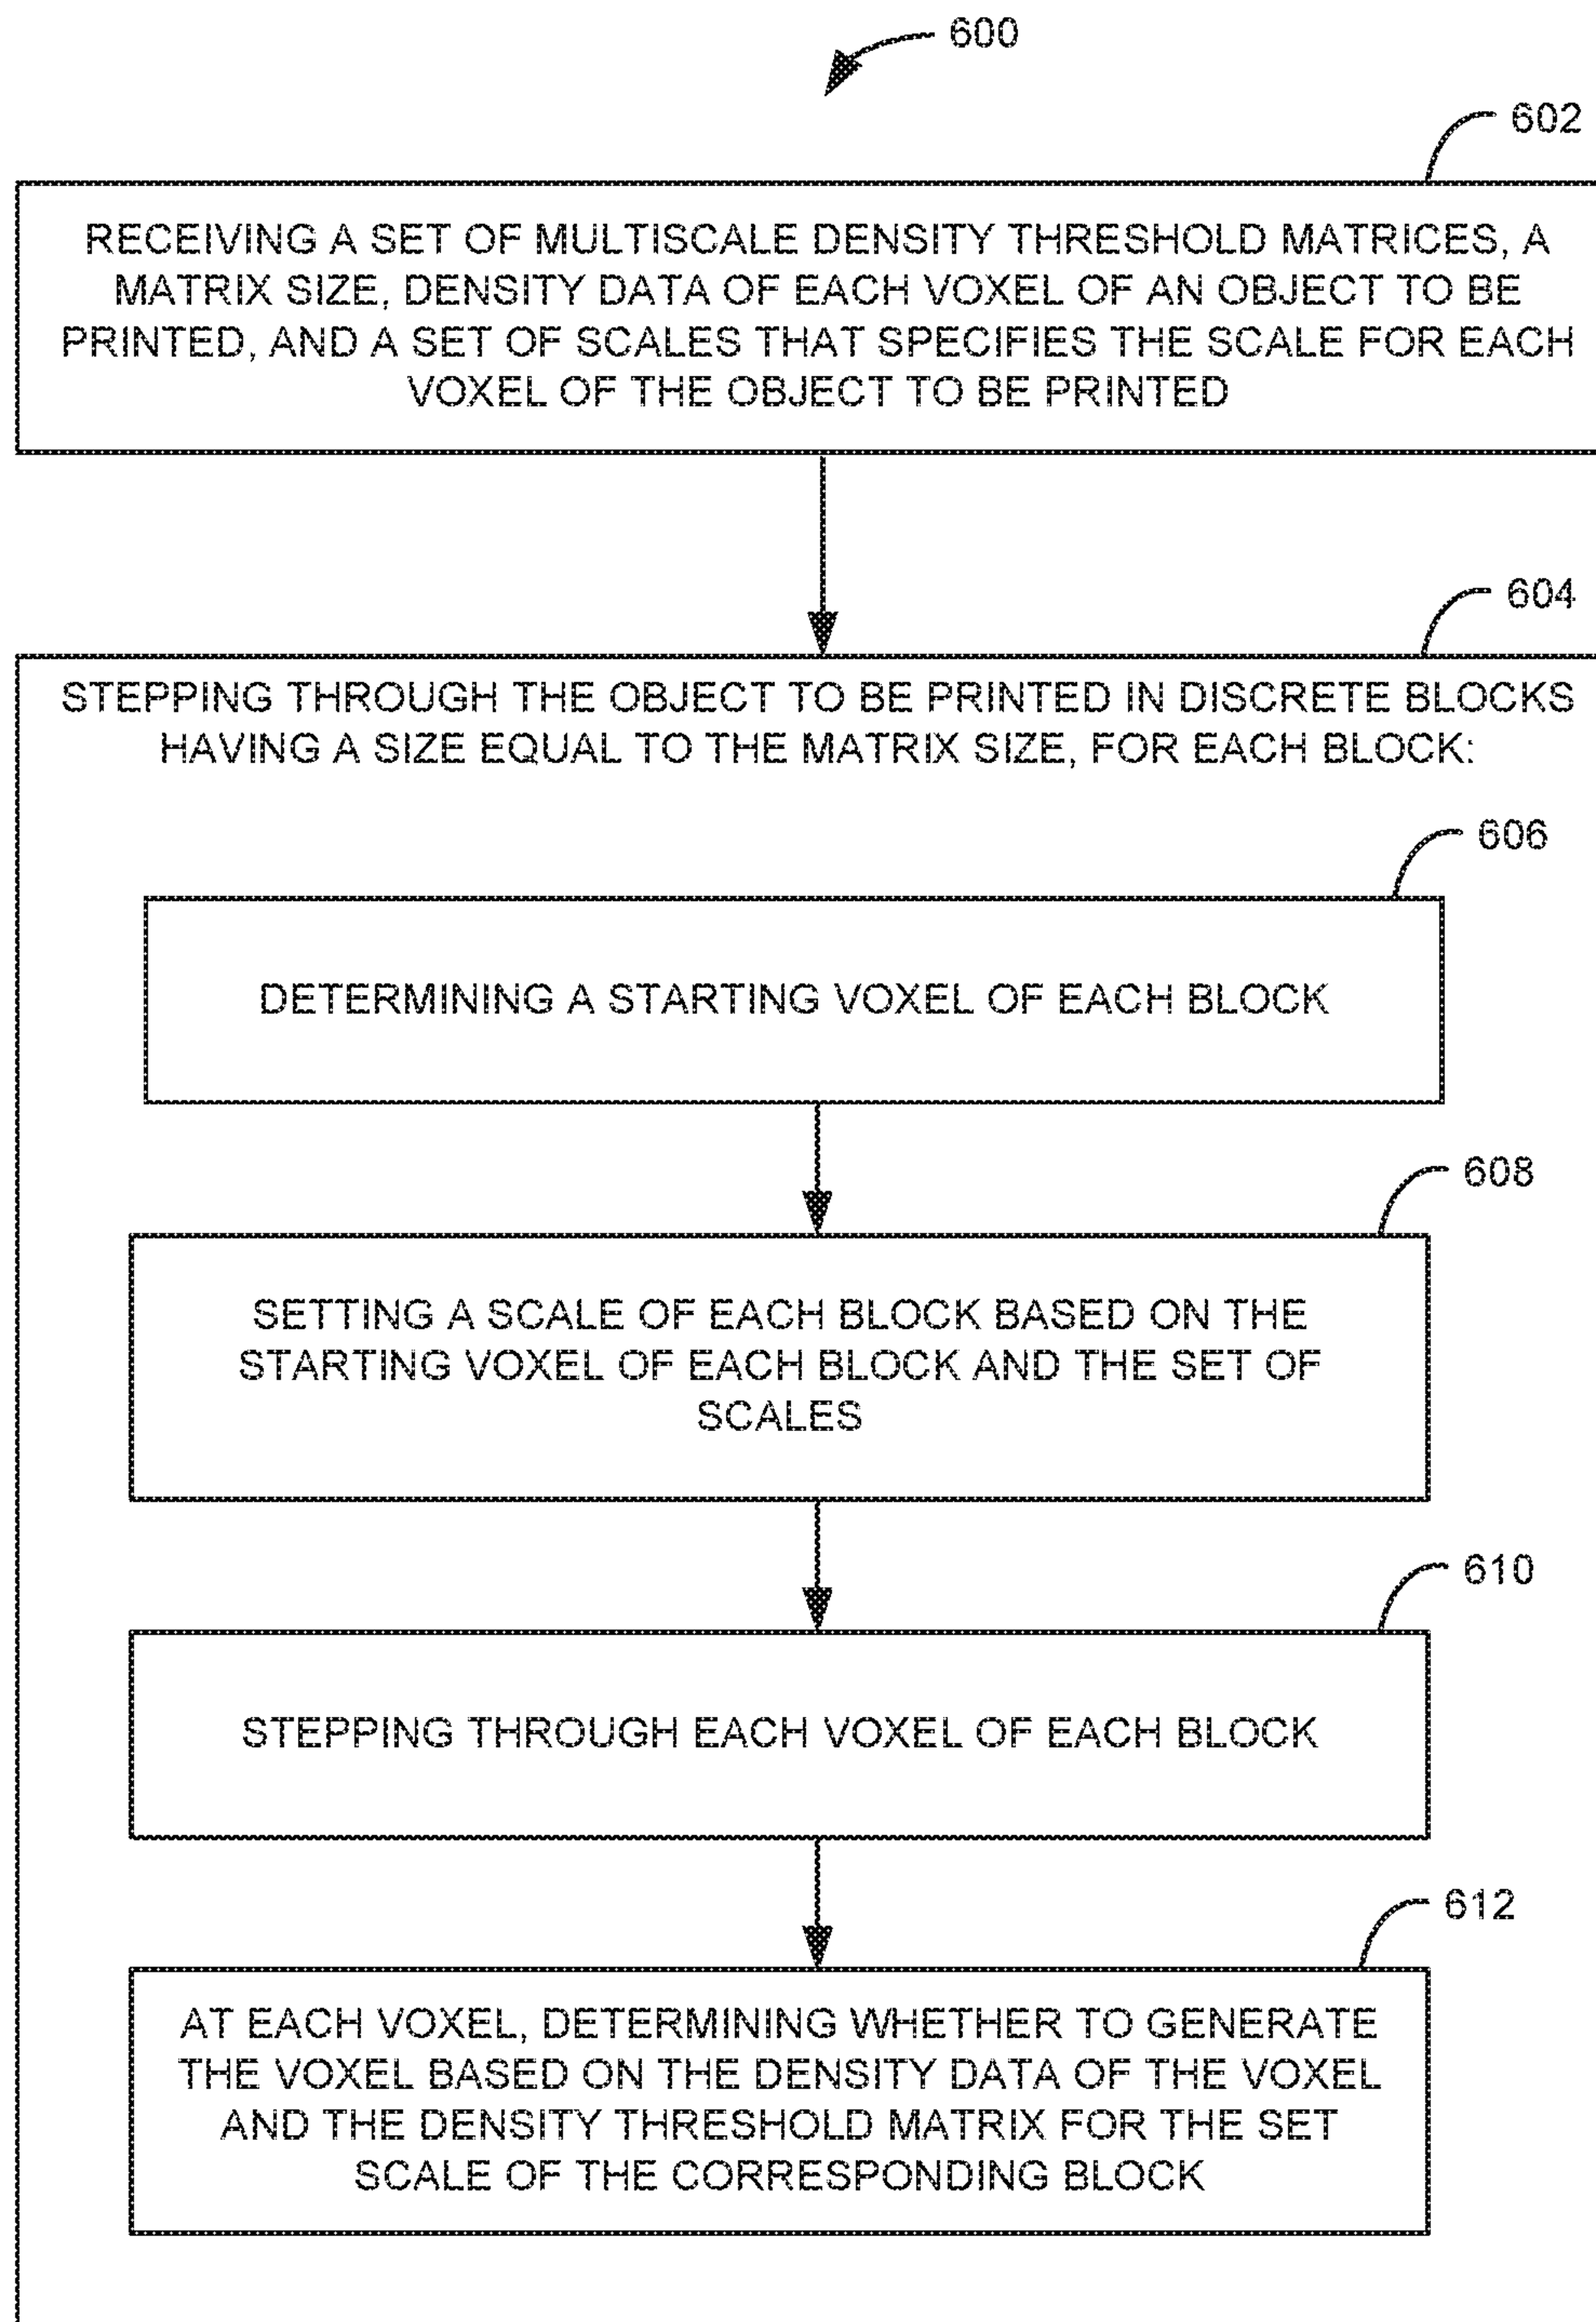 600
602
RECEIVING A SET OF MULTISCALE DENSITY THRESHOLD MATRICES, A
MATRIX SIZE, DENSITY DATA OF EACH VOXEL OF AN OBJECT TO BE
PRINTED, AND A SET OF SCALES THAT SPECIFIES THE SCALE FOR EACH
VOXEL OF THE OBJECT TO BE PRINTED
604
STEPPING THROUGH THE OBJECT TO BE PRINTED IN DISCRETE BLOCKS
HAVING A SIZE EQUAL TO THE MATRIX SIZE, FOR EACH BLOCK:
606
DETERMINING A STARTING VOXEL OF EACH BLOCK
608
SETTING A SCALE OF EACH BLOCK BASED ON THE
STARTING VOXEL OF EACH BLOCK AND THE SET OF
SCALES
610
STEPPING THROUGH EACH VOXEL OF EACH BLOCK
612
AT EACH VOXEL, DETERMINING WHETHER TO GENERATE
THE VOXEL BASED ON THE DENSITY DATA OF THE VOXEL
AND THE DENSITY THRESHOLD MATRIX FOR THE SET
SCALE OF THE CORRESPONDING BLOCK